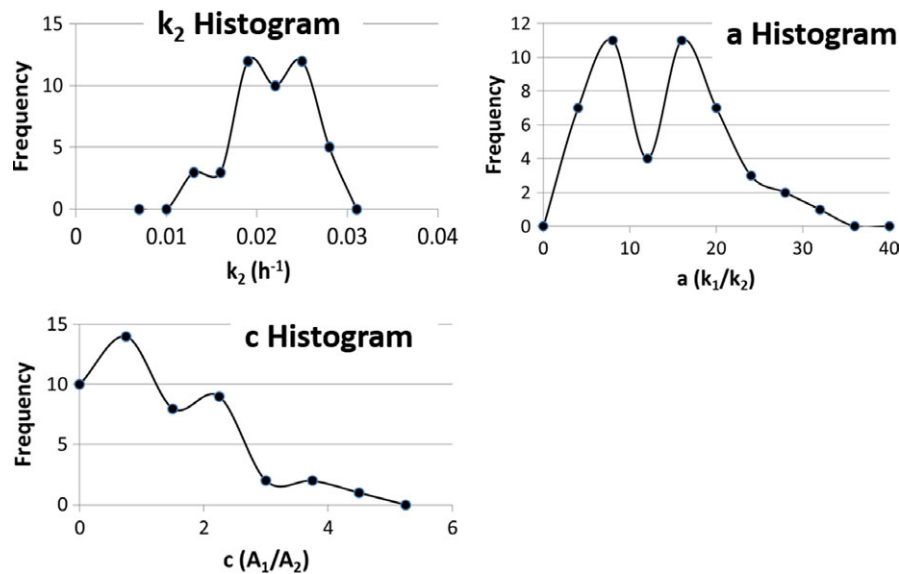 k₂ Histogram
15
10
5
0
Frequency
0 0.01 0.02 0.03 0.04
k₂ (h⁻¹)
a Histogram
12
10
8
6
4
2
0
Frequency
0 10 20 30 40
a (k₁/k₂)
c Histogram
15
10
5
0
Frequency
0 2 4 6
c (A₁/A₂)